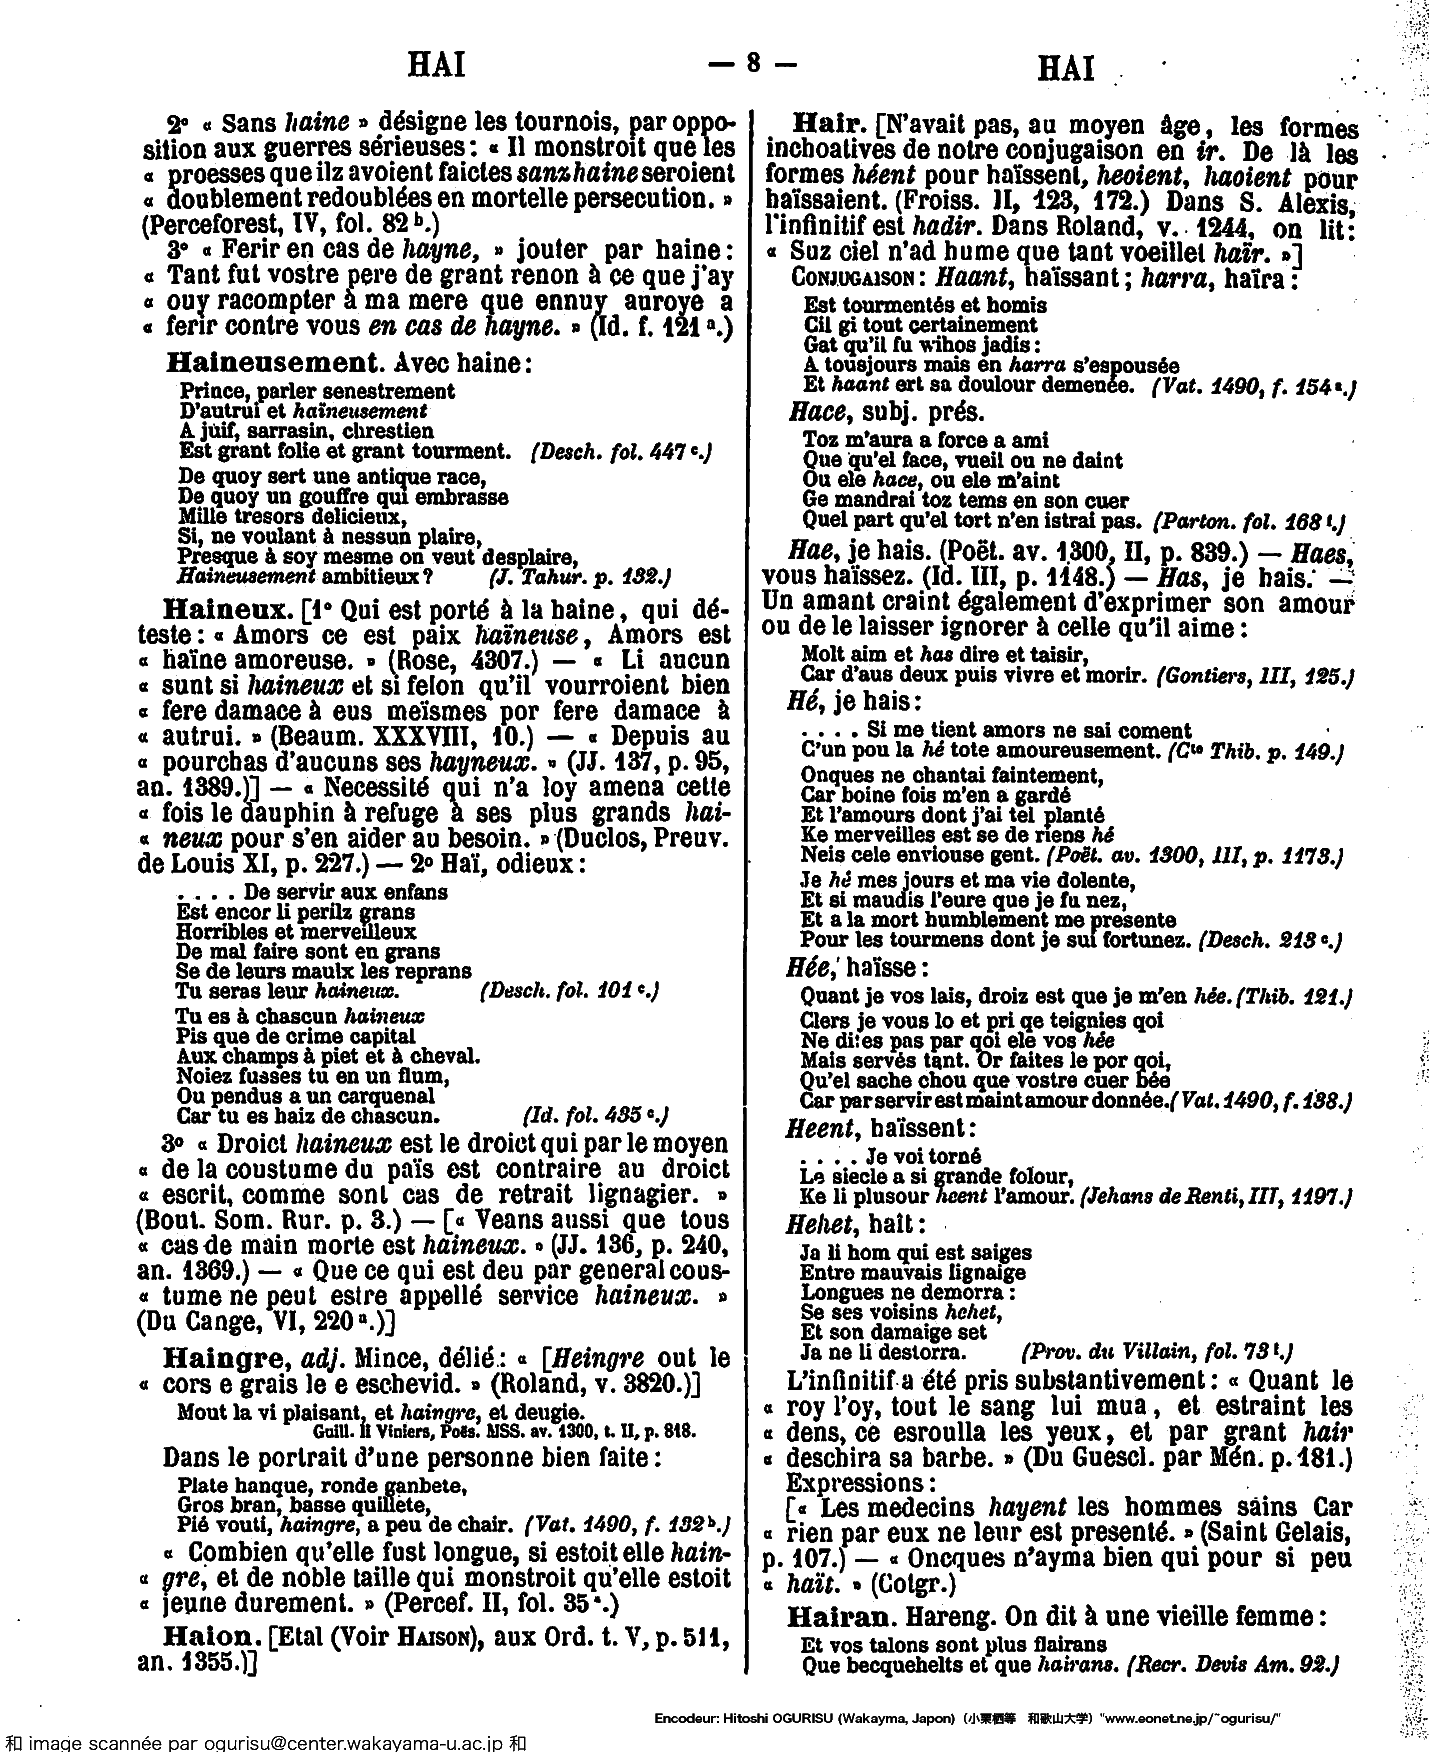 HAI — 8 — HAI
2° « Sans haine » désigne les tournois, par oppo-
sition aux guerres sérieuses : « Il monstroit que les
« proesses que ilz avoient faictes sanz haine seroient
« doublement redoublées en mortelle persecution. »
(Perceforest, IV, fol. 82 b.)
3° « Ferir en cas de hayne, » jouter par haine :
« Tant fut vostre pere de grant renon à ce que j'ay
« ouy racompter à ma mere que ennuy auroye a
« ferir contre vous en cas de hayne. » (Id. f. 121 a.)
Haineusement. Avec haine :
Prince, parler senestrement
D'autrui et haïneusement
A juif, sarrasin, chrestien
Est grant folie et grant tourment. (Desch. fol. 447 c.)
De quoy sert une antique race,
De quoy un gouffre qui embrasse
Mille tresors delicieux,
Si, ne voulant à nessun plaire,
Presque à soy mesme on veut desplaire,
Haineusement ambitieux ? (J. Tahur. p. 132.)
Haineux. [1° Qui est porté à la haine, qui dé-
teste : « Amors ce est paix haïneuse, Amors est
« haïne amoreuse. » (Rose, 4307.) — « Li aucun
« sunt si haineux et si felon qu'il vourroient bien
« fere damace à eus meïsmes por fere damace à
« autrui. » (Beaum. XXXVIII, 10.) — « Depuis au
« pourchas d'aucuns ses hayneux. » (JJ. 137, p. 95,
an. 1389.)] — « Necessité qui n'a loy amena cette
« fois le dauphin à refuge à ses plus grands hai-
« neux pour s'en aider au besoin. » (Duclos, Preuv.
de Louis XI, p. 227.) — 2° Haï, odieux :
. . . . De servir aux enfans
Est encor li perilz grans
Horribles et merveilleux
De mal faire sont en grans
Se de leurs maulx les reprans
Tu seras leur haineux. (Desch. fol. 101 c.)
Tu es à chascun haineux
Pis que de crime capital
Aux champs à piet et à cheval.
Noiez fusses tu en un flum,
Ou pendus a un carquenal
Car tu es haiz de chascun. (Id. fol. 435 c.)
3° « Droict haineux est le droict qui par le moyen
« de la coustume du païs est contraire au droict
« escrit, comme sont cas de retrait lignagier. »
(Bout. Som. Rur. p. 3.) — [« Veans aussi que tous
« cas de main morte est haineux. » (JJ. 136, p. 240,
an. 1369.) — « Que ce qui est deu par general cous-
« tume ne peut estre appellé service haineux. »
(Du Cange, VI, 220 a.)]
Haingre, adj. Mince, délié : « [Heingre out le
« cors e grais le e eschevid. » (Roland, v. 3820.)]
Mout la vi plaisant, et haingre, et deugie.
Guill. li Viniers, Poës. MSS. av. 1300, t. II, p. 818.
Dans le portrait d'une personne bien faite :
Plate hanque, ronde ganbete,
Gros bran, basse quillete,
Pié vouti, haingre, a peu de chair. (Vat. 1490, f. 132 b.)
« Combien qu'elle fust longue, si estoit elle hain-
« gre, et de noble taille qui monstroit qu'elle estoit
« jeune durement. » (Percef. II, fol. 35 a.)
Haion. [Etal (Voir HAISON), aux Ord. t. V, p. 511,
an. 1355.)]
Hair. [N'avait pas, au moyen âge, les formes
inchoatives de notre conjugaison en ir. De là les
formes héent pour haïssent, heoient, haoient pour
haïssaient. (Froiss. II, 123, 172.) Dans S. Alexis,
l'infinitif est hadir. Dans Roland, v. 1244, on lit :
« Suz ciel n'ad hume que tant voeillet haïr. »]
CONJUGAISON : Haant, haïssant ; harra, haïra :
Est tourmentés et homis
Cil gi tout certainement
Gat qu'il fu wihos jadis :
A tousjours mais en harra s'espousée
Et haant ert sa doulour demenée. (Vat. 1490, f. 154 a.)
Hace, subj. prés.
Toz m'aura a force a ami
Que qu'el face, vueil ou ne daint
Ou ele hace, ou ele m'aint
Ge mandrai toz tems en son cuer
Quel part qu'el tort n'en istrai pas. (Parton. fol. 168 t.)
Hae, je hais. (Poët. av. 1300, II, p. 839.) — Haes,
vous haïssez. (Id. III, p. 1148.) — Has, je hais. —
Un amant craint également d'exprimer son amour
ou de le laisser ignorer à celle qu'il aime :
Molt aim et has dire et taisir,
Car d'aus deux puis vivre et morir. (Gontiers, III, 125.)
Hé, je hais :
. . . . Si me tient amors ne sai coment
C'un pou la hé tote amoureusement. (Cte Thib. p. 149.)
Onques ne chantai faintement,
Car boine fois m'en a gardé
Et l'amours dont j'ai tel planté
Ke merveilles est se de riens hé
Neis cele enviouse gent. (Poët. av. 1300, III, p. 1173.)
Je hé mes jours et ma vie dolente,
Et si maudis l'eure que je fu nez,
Et a la mort humblement me presente
Pour les tourmens dont je sui fortunez. (Desch. 213 c.)
Hée, haïsse :
Quant je vos lais, droiz est que je m'en hée. (Thib. 121.)
Clers je vous lo et pri qe teignies qoi
Ne dites pas par qoi ele vos hée
Mais servés tant. Or faites le por qoi,
Qu'el sache chou que vostre cuer bée
Car par servir est maint amour donnée. (Vat. 1490, f. 138.)
Heent, haïssent :
. . . . Je voi torné
Le siecle a si grande folour,
Ke li plusour heent l'amour. (Jehans de Renti, III, 1197.)
Hehet, hait :
Ja li hom qui est saiges
Entre mauvais lignaige
Longues ne demorra :
Se ses voisins hehet,
Et son damaige set
Ja ne li destorra. (Prov. du Villain, fol. 73 t.)
L'infinitif a été pris substantivement : « Quant le
« roy l'oy, tout le sang lui mua, et estraint les
« dens, ce esroulla les yeux, et par grant hair
« deschira sa barbe. » (Du Guescl. par Mén. p. 181.)
Expressions :
[« Les medecins hayent les hommes sains Car
« rien par eux ne leur est presenté. » (Saint Gelais,
p. 107.) — « Oncques n'ayma bien qui pour si peu
« haït. » (Cotgr.)
Hairan. Hareng. On dit à une vieille femme :
Et vos talons sont plus flairans
Que becquehelts et que hairans. (Recr. Devis Am. 92.)
Encodeur: Hitoshi OGURISU (Wakayma, Japon) (小栗栖等 和歌山大学) "www.eonet.ne.jp/~ogurisu/"
和 image scannée par ogurisu@center.wakayama-u.ac.jp 和